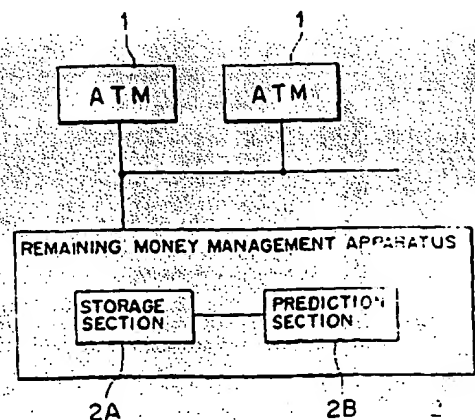 1 1
ATM ATM
REMAINING MONEY MANAGEMENT APPARATUS
STORAGE SECTION
PREDICTION SECTION
2A 2B